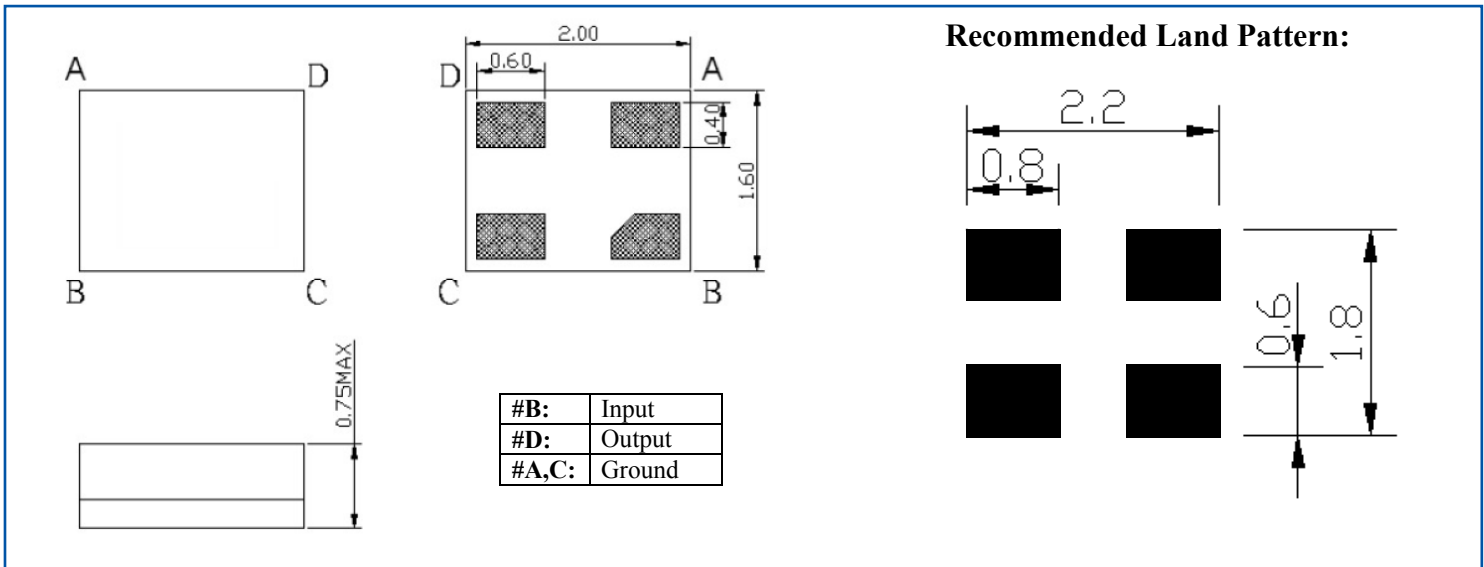 Recommended Land Pattern:
A
D
B
C
D
A
C
B
2.00
0.60
0.40
1.60
0.75MAX
#B: Input
#D: Output
#A,C: Ground
2.2
0.8
0.6
1.8